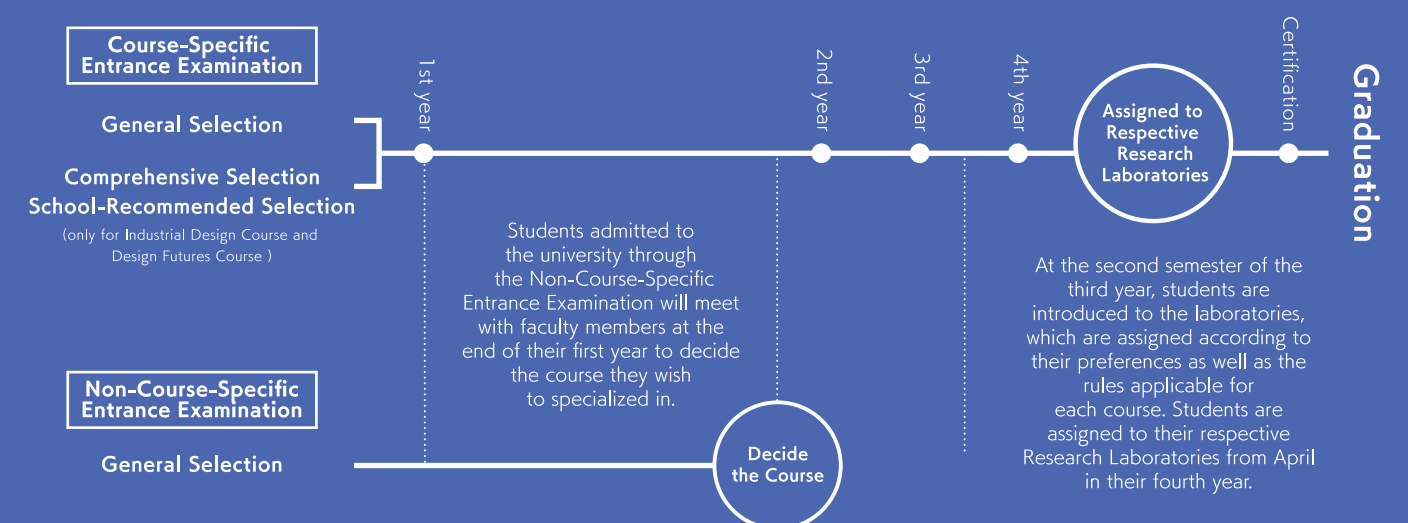 Course-Specific
Entrance Examination
General Selection
Comprehensive Selection
School-Recommended Selection
(only for Industrial Design Course and
Design Futures Course )
1st year
2nd year
3rd year
4th year
Assigned to
Respective
Research
Laboratories
Certification
Graduation
Students admitted to
the university through
the Non-Course-Specific
Entrance Examination will meet
with faculty members at the
end of their first year to decide
the course they wish
to specialized in.
At the second semester of the
third year, students are
introduced to the laboratories,
which are assigned according to
their preferences as well as the
rules applicable for
each course. Students are
assigned to their respective
Research Laboratories from April
in their fourth year.
Non-Course-Specific
Entrance Examination
General Selection
Decide
the Course